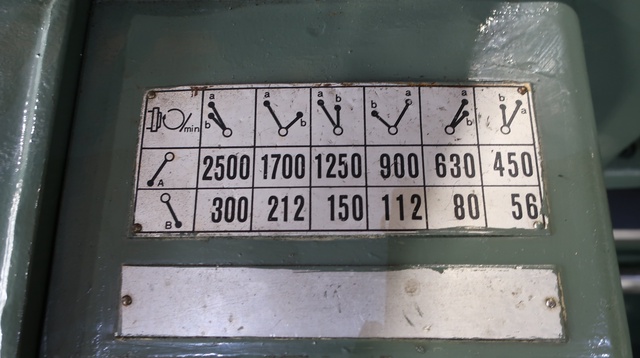 /min a b a b a b b a a b b a
A 2500 1700 1250 900 630 450
B 300 212 150 112 80 56